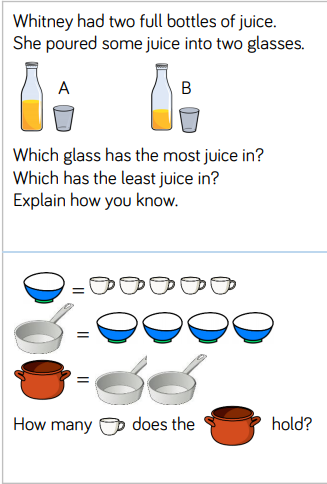 Whitney had two full bottles of juice.
She poured some juice into two glasses.
A B
Which glass has the most juice in?
Which has the least juice in?
Explain how you know.
=
=
=
How many does the hold?